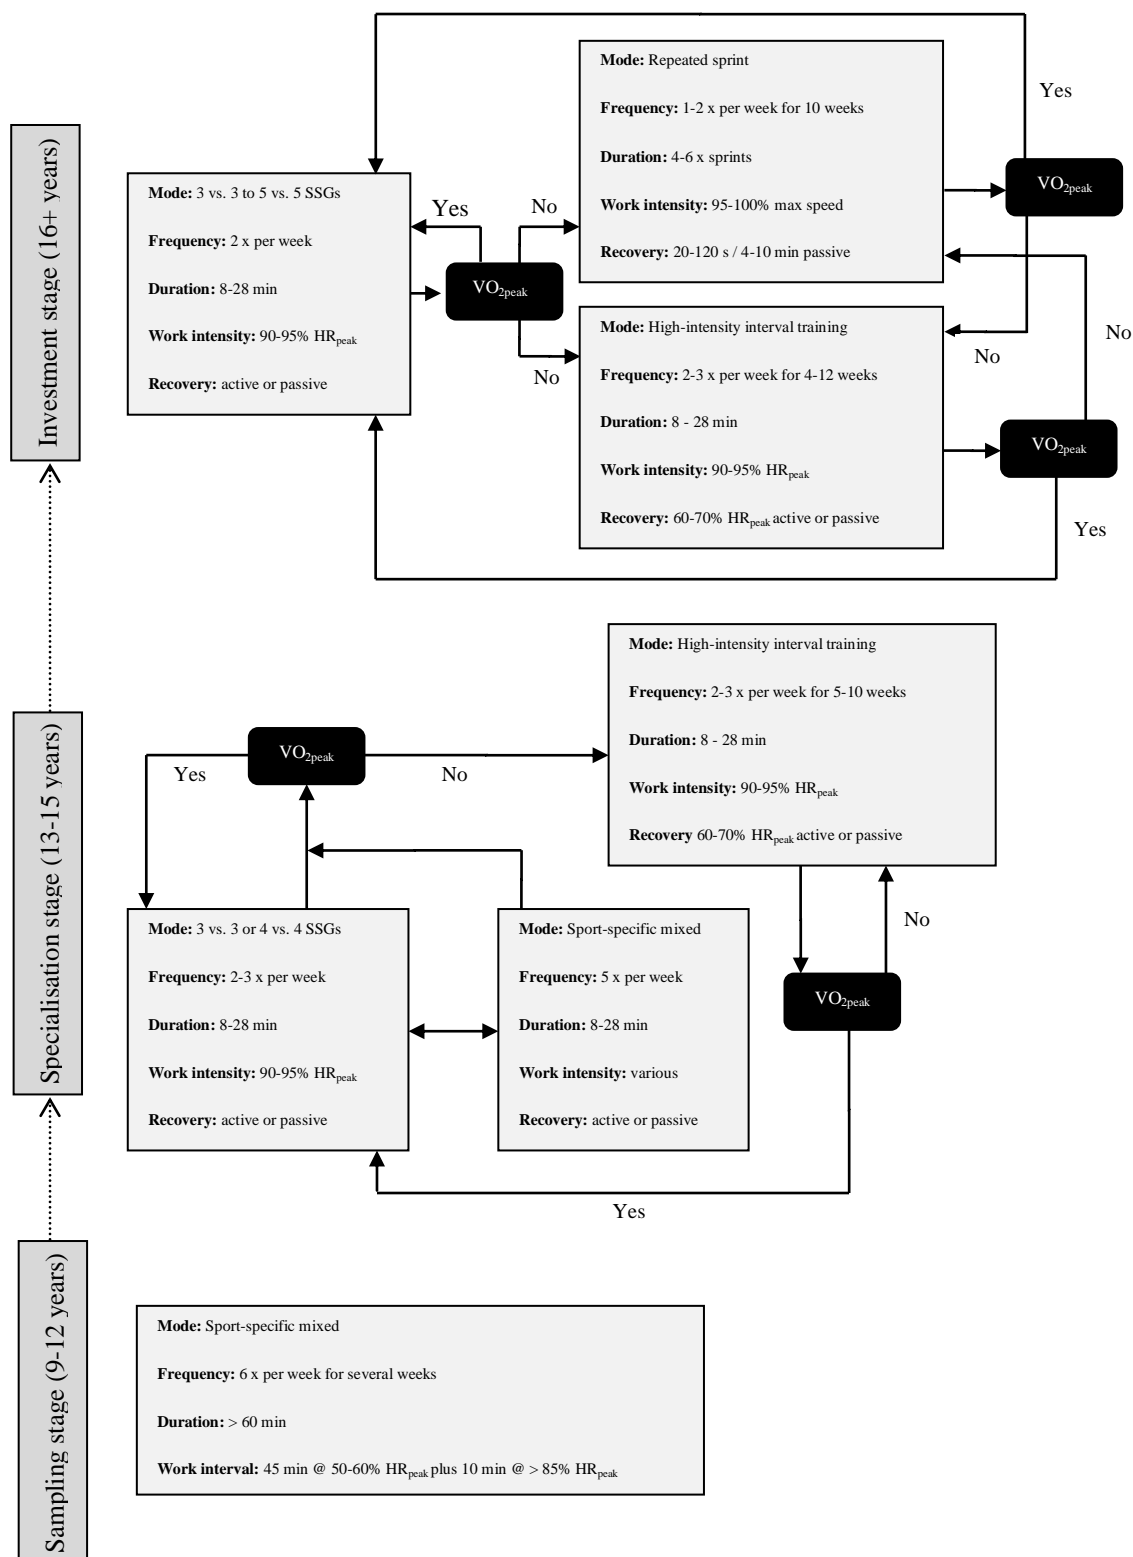 Investment stage (16+ years)
Mode: 3 vs. 3 to 5 vs. 5 SSGs
Frequency: 2 x per week
Duration: 8-28 min
Work intensity: 90-95% HRpeak
Recovery: active or passive
Yes
No
VO2peak
No
Mode: Repeated sprint
Frequency: 1-2 x per week for 10 weeks
Duration: 4-6 x sprints
Work intensity: 95-100% max speed
Recovery: 20-120 s / 4-10 min passive
Yes
VO2peak
No
No
Mode: High-intensity interval training
Frequency: 2-3 x per week for 4-12 weeks
Duration: 8 - 28 min
Work intensity: 90-95% HRpeak
Recovery: 60-70% HRpeak active or passive
VO2peak
Yes
Specialisation stage (13-15 years)
VO2peak
Yes
No
Mode: High-intensity interval training
Frequency: 2-3 x per week for 5-10 weeks
Duration: 8 - 28 min
Work intensity: 90-95% HRpeak
Recovery 60-70% HRpeak active or passive
Mode: 3 vs. 3 or 4 vs. 4 SSGs
Frequency: 2-3 x per week
Duration: 8-28 min
Work intensity: 90-95% HRpeak
Recovery: active or passive
Mode: Sport-specific mixed
Frequency: 5 x per week
Duration: 8-28 min
Work intensity: various
Recovery: active or passive
No
VO2peak
Yes
Sampling stage (9-12 years)
Mode: Sport-specific mixed
Frequency: 6 x per week for several weeks
Duration: > 60 min
Work interval: 45 min @ 50-60% HRpeak plus 10 min @ > 85% HRpeak